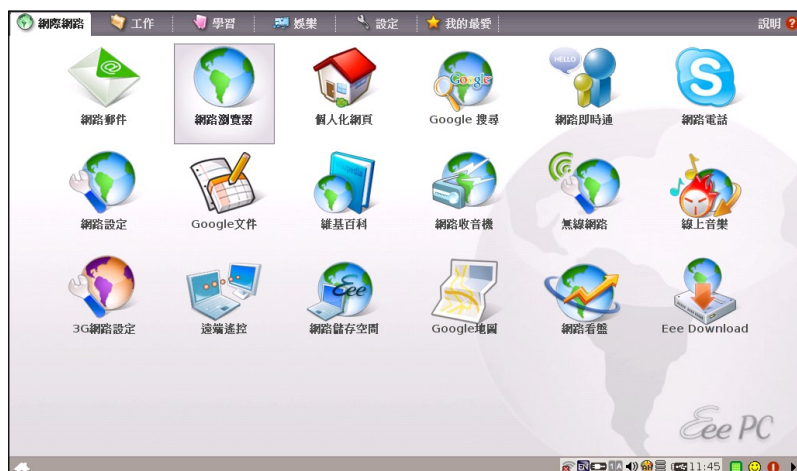 網際網路 工作 學習 娛樂 設定 我的最愛 說明 ?
@ Google HELLO S
網路郵件 網路瀏覽器 個人化網頁 Google 搜尋 網路即時通 網路電話
網路設定 Google文件 維基百科 網路收音機 無線網路 線上音樂
Eee
3G網路設定 遠端遙控 網路儲存空間 Google地圖 網路看盤 Eee Download
Eee PC
EN 1 A 11:45